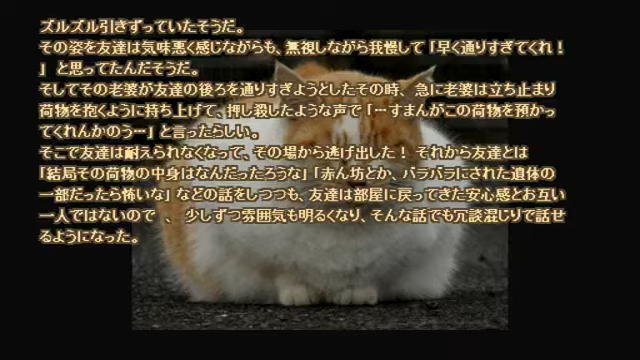 ズルズル引きずっていたそうだ。
その姿を友達は気味悪く感じながらも、無視しながら我慢して「早く通りすぎてくれ！
」 と思ってたんだそうだ。
そしてその老婆が友達の後ろを通りすぎようとしたその時、 急に老婆は立ち止まり
荷物を抱くように持ち上げて、押し殺したような声で「…すまんがこの荷物を預かっ
てくれんかのう…」 と言ったらしい。
そこで友達は耐えられなくなって、その場から逃げ出した！ それから友達とは
「結局その荷物の中身はなんだったろうな」「赤ん坊とか、バラバラにされた遺体の
一部だったら怖いな」 などの話をしつつも、友達は部屋に戻ってきた安心感とお互い
一人ではないので 、 少しずつ雰囲気も明るくなり、そんな話でも冗談混じりで話せ
るようになった。